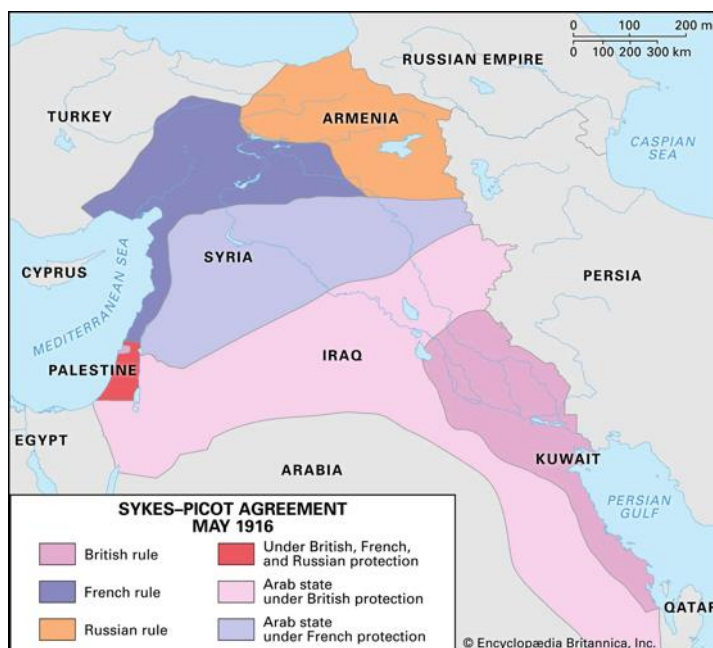 0 100 200 mi
0 100 200 300 km
RUSSIAN EMPIRE
TURKEY
ARMENIA
CASPIAN
SEA
SYRIA
CYPRUS
MEDITERRANEAN SEA
PERSIA
IRAQ
PALESTINE
EGYPT
ARABIA
KUWAIT
PERSIAN
GULF
QATAR
SYKES–PICOT AGREEMENT
MAY 1916
British rule
French rule
Russian rule
Under British, French,
and Russian protection
Arab state
under British protection
Arab state
under French protection
© Encyclopædia Britannica, Inc.